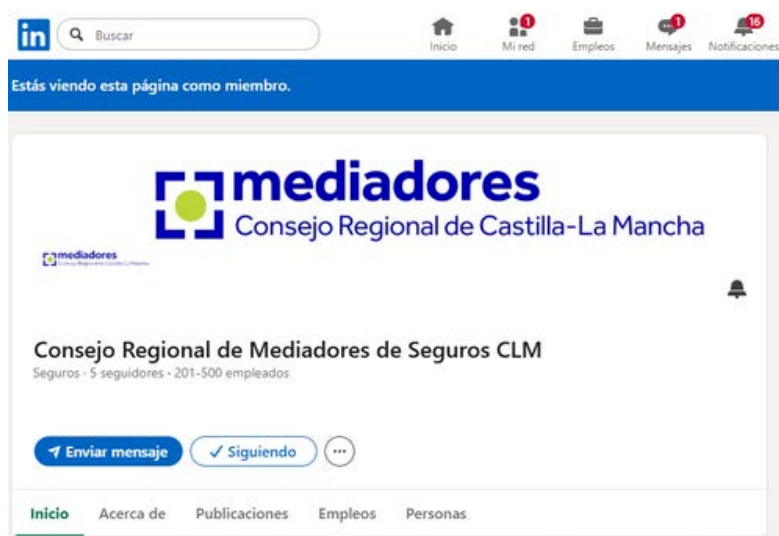 in
Buscar
Inicio
1
Mi red
Empleos
1
Mensajes
16
Notificaciones
Estás viendo esta página como miembro.
mediadores
Consejo Regional de Castilla-La Mancha
mediadores
Consejo Regional de Mediadores de Seguros CLM
Seguros · 5 seguidores · 201-500 empleados
Enviar mensaje
Siguiendo
Inicio Acerca de Publicaciones Empleos Personas